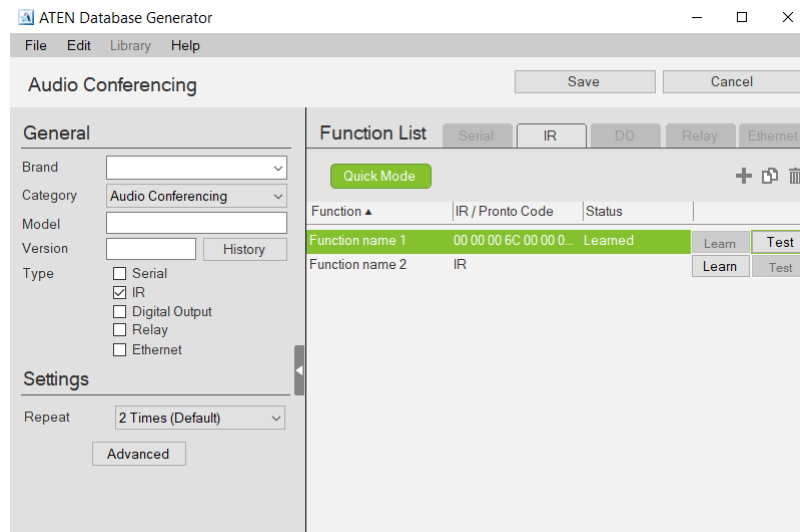 ATEN Database Generator
File Edit Library Help
Audio Conferencing
Save Cancel
General
Brand
Category Audio Conferencing
Model
Version History
Type Serial
IR
Digital Output
Relay
Ethernet
Settings
Repeat 2 Times (Default)
Advanced
Function List Serial IR DO Relay Ethernet
Quick Mode
Function IR / Pronto Code Status
Function name 1 00 00 00 6C 00 00 0... Learned Learn Test
Function name 2 IR Learn Test